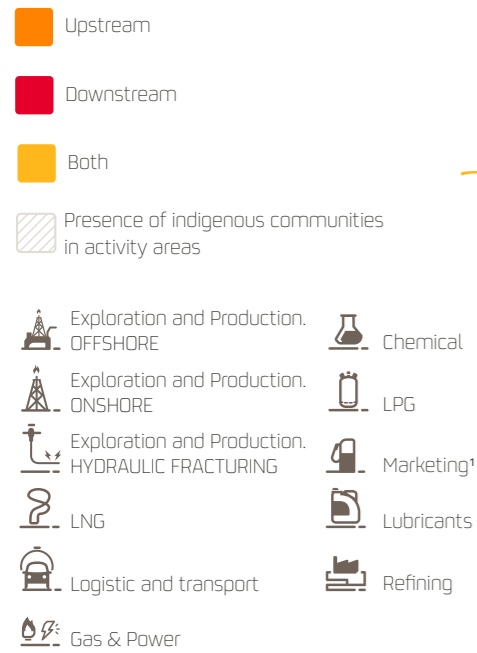 Upstream
Downstream
Both
Presence of indigenous communities
in activity areas
Exploration and Production.
OFFSHORE
Exploration and Production.
ONSHORE
Exploration and Production.
HYDRAULIC FRACTURING
LNG
Logistic and transport
Gas & Power
Chemical
LPG
Marketing¹
Lubricants
Refining